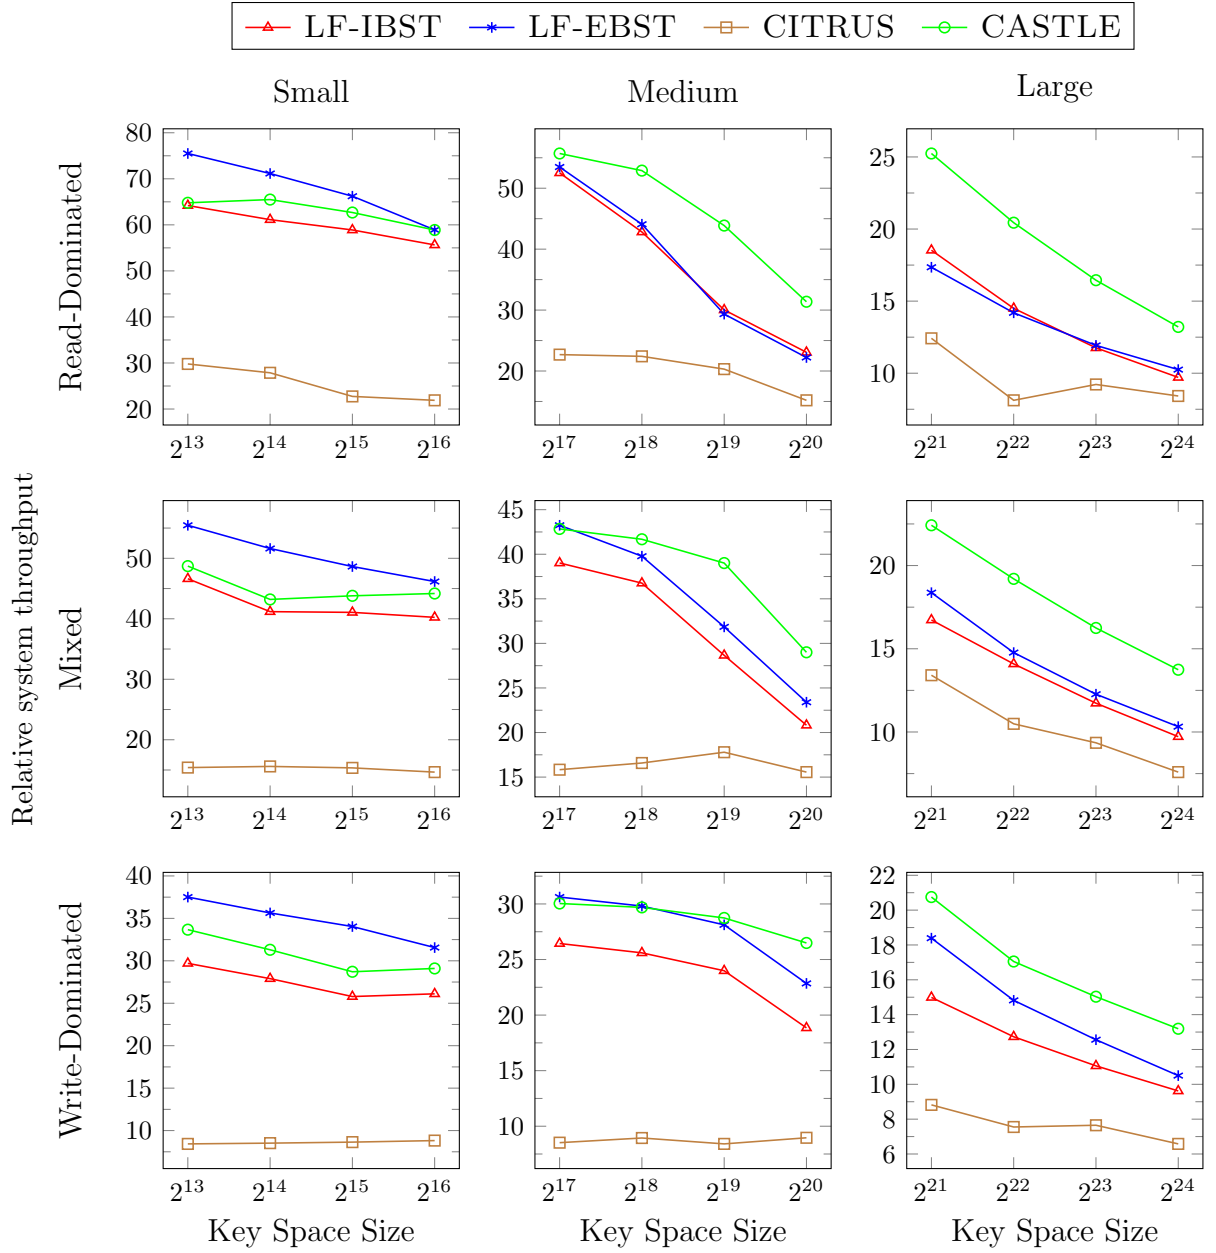 LF-IBST LF-EBST CITRUS CASTLE
Small Medium Large
Read-Dominated
80
70
60
50
40
30
20
2^13 2^14 2^15 2^16
50
40
30
20
2^17 2^18 2^19 2^20
25
20
15
10
2^21 2^22 2^23 2^24
Relative system throughput
Mixed
50
40
30
20
2^13 2^14 2^15 2^16
45
40
35
30
25
20
15
2^17 2^18 2^19 2^20
20
15
10
2^21 2^22 2^23 2^24
Write-Dominated
40
35
30
25
20
15
10
2^13 2^14 2^15 2^16
Key Space Size
30
25
20
15
10
2^17 2^18 2^19 2^20
Key Space Size
22
20
18
16
14
12
10
8
6
2^21 2^22 2^23 2^24
Key Space Size